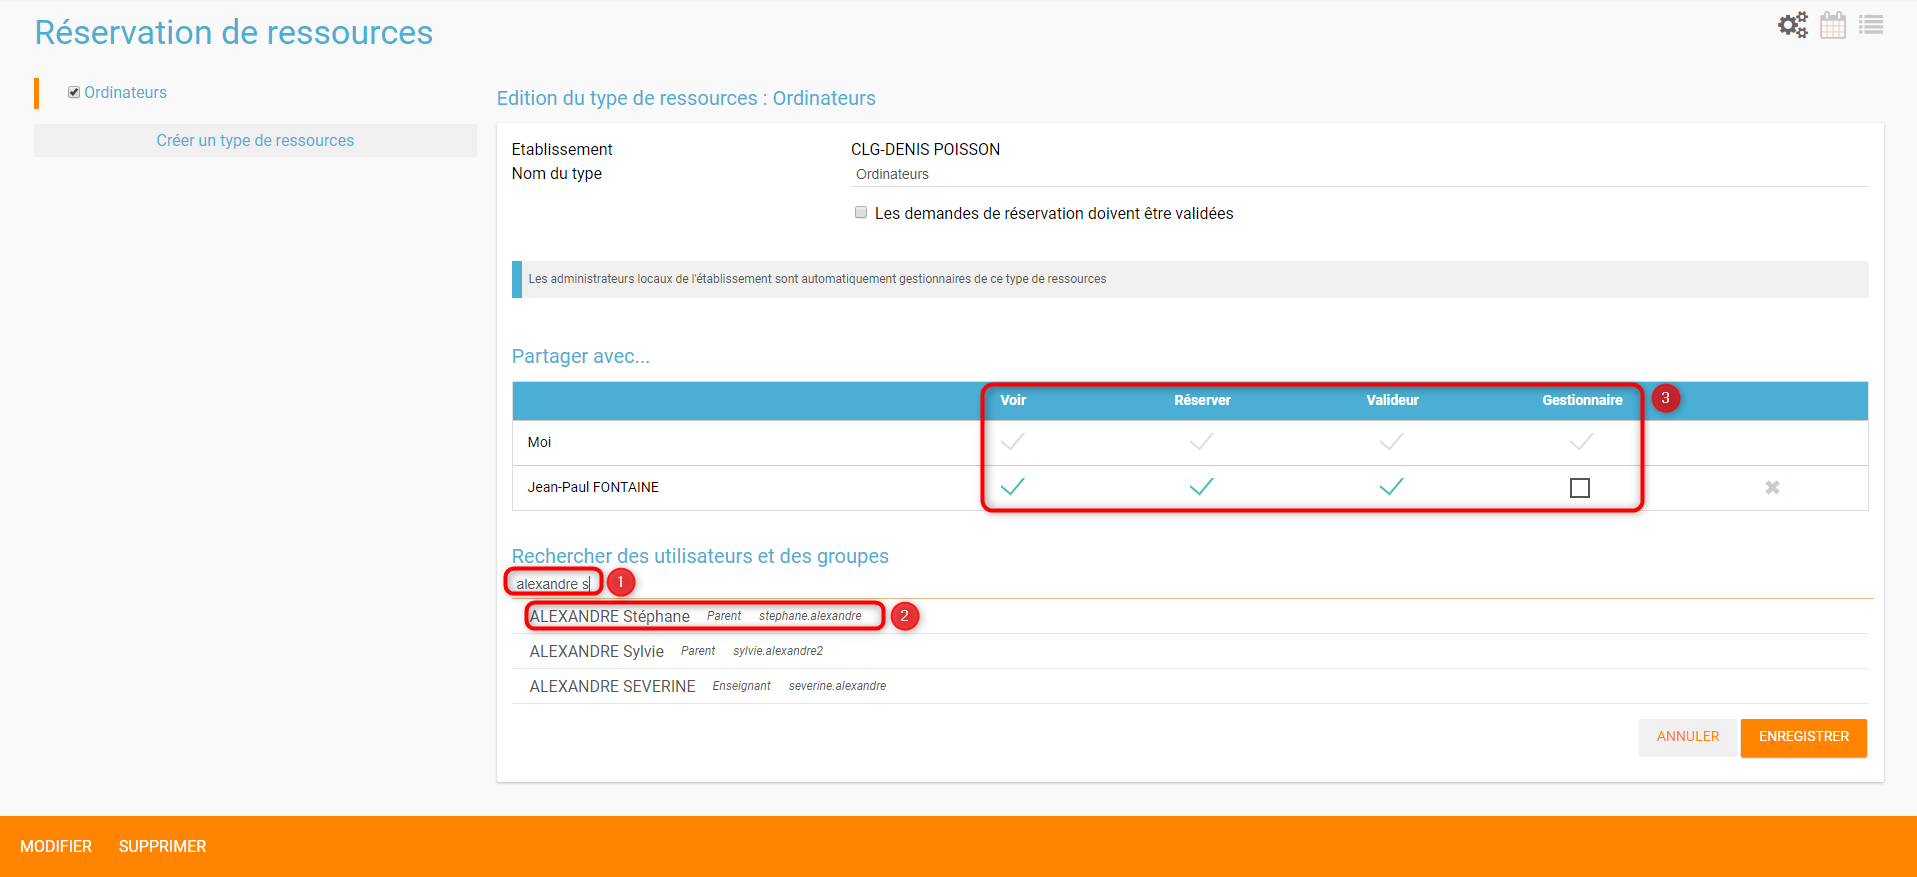 Réservation de ressources
Ordinateurs
Créer un type de ressources
Edition du type de ressources : Ordinateurs
Etablissement CLG-DENIS POISSON
Nom du type Ordinateurs
Les demandes de réservation doivent être validées
Les administrateurs locaux de l'établissement sont automatiquement gestionnaires de ce type de ressources
Partager avec...
Voir Réserver Valideur Gestionnaire 3
Moi
Jean-Paul FONTAINE
Rechercher des utilisateurs et des groupes
alexandre s 1
ALEXANDRE Stéphane Parent stephane.alexandre 2
ALEXANDRE Sylvie Parent sylvie.alexandre2
ALEXANDRE SEVERINE Enseignant severine.alexandre
ANNULER ENREGISTRER
MODIFIER SUPPRIMER